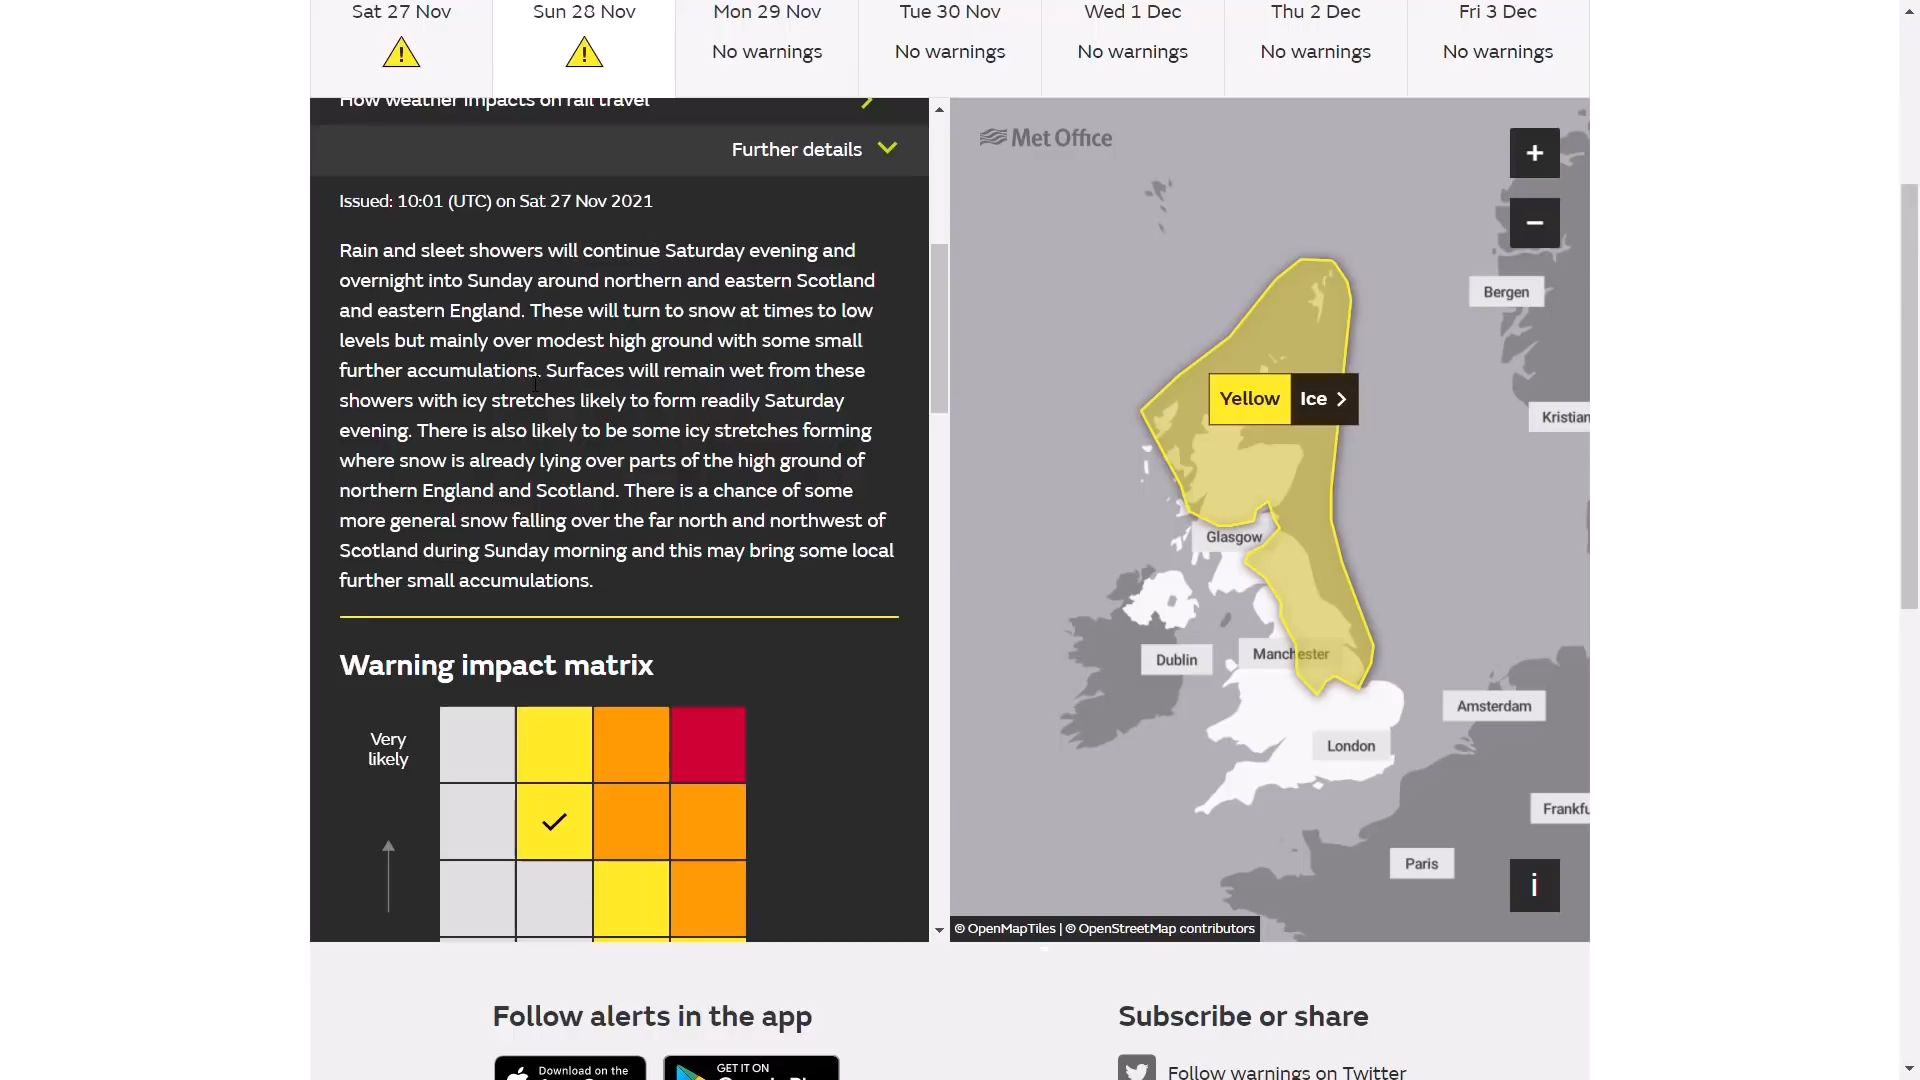 Sat 27 Nov
Sun 28 Nov
Mon 29 Nov
Tue 30 Nov
Wed 1 Dec
Thu 2 Dec
Fri 3 Dec
No warnings
No warnings
No warnings
No warnings
No warnings
How weather impacts on rail travel
Further details
Issued: 10:01 (UTC) on Sat 27 Nov 2021
Rain and sleet showers will continue Saturday evening and
overnight into Sunday around northern and eastern Scotland
and eastern England. These will turn to snow at times to low
levels but mainly over modest high ground with some small
further accumulations. Surfaces will remain wet from these
showers with icy stretches likely to form readily Saturday
evening. There is also likely to be some icy stretches forming
where snow is already lying over parts of the high ground of
northern England and Scotland. There is a chance of some
more general snow falling over the far north and northwest of
Scotland during Sunday morning and this may bring some local
further small accumulations.
Warning impact matrix
Very
likely
Met Office
+
−
Bergen
Yellow Ice
Kristian
Glasgow
Dublin
Manchester
Amsterdam
London
Frankfu
Paris
i
© OpenMapTiles | © OpenStreetMap contributors
Follow alerts in the app
Subscribe or share
Download on the
GET IT ON
Follow warnings on Twitter